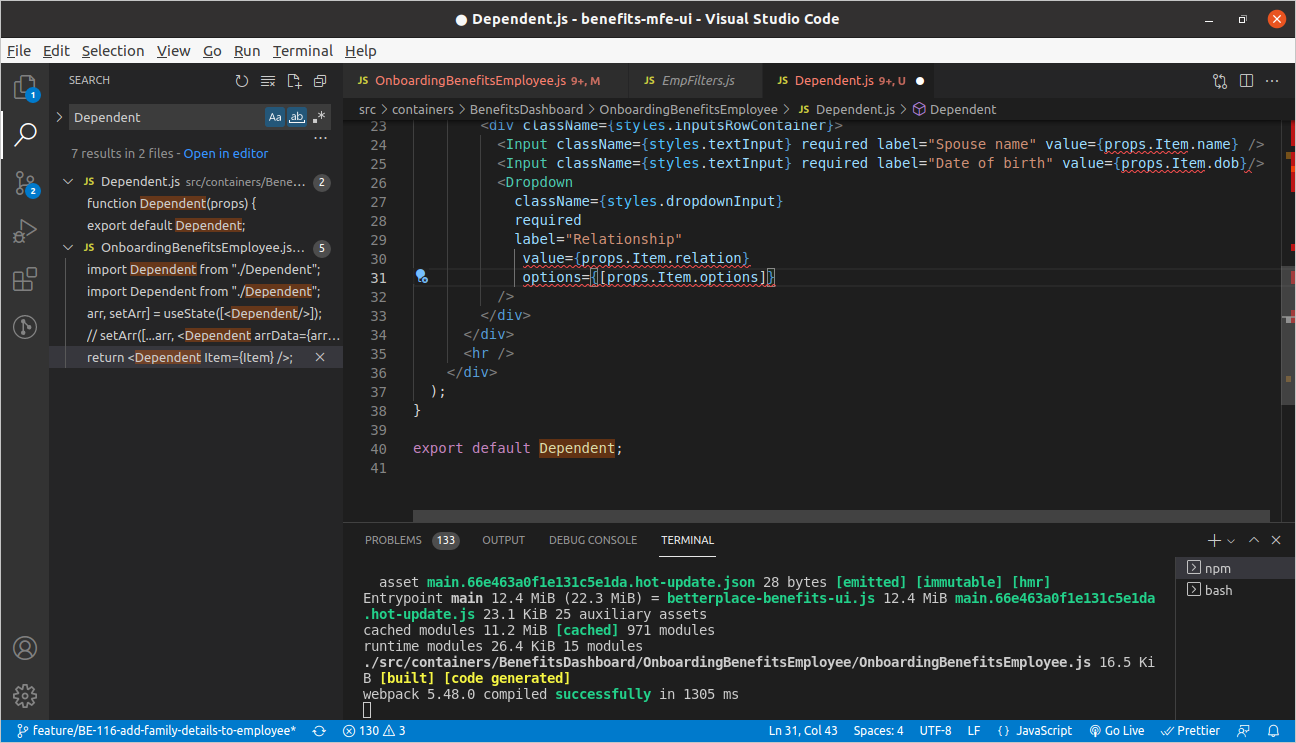 ● Dependent.js - benefits-mfe-ui - Visual Studio Code
File Edit Selection View Go Run Terminal Help
1
2
SEARCH
Dependent
Aa ab .*
7 results in 2 files - Open in editor
JS Dependent.js src/containers/Bene... 2
function Dependent(props) {
export default Dependent;
JS OnboardingBenefitsEmployee.js... 5
import Dependent from "./Dependent";
import Dependent from "./Dependent";
arr, setArr] = useState([<Dependent/>]);
// setArr([...arr, <Dependent arrData={arr...
return <Dependent Item={Item} />;
JS OnboardingBenefitsEmployee.js 9+, M
JS EmpFilters.js
JS Dependent.js 9+, U ●
src > containers > BenefitsDashboard > OnboardingBenefitsEmployee > JS Dependent.js > Dependent
23 <div className={styles.inputsRowContainer}>
24 <Input className={styles.textInput} required label="Spouse name" value={props.Item.name} />
25 <Input className={styles.textInput} required label="Date of birth" value={props.Item.dob}/>
26 <Dropdown
27 className={styles.dropdownInput}
28 required
29 label="Relationship"
30 value={props.Item.relation}
31 options={[props.Item.options]}
32 />
33 </div>
34 </div>
35 <hr />
36 </div>
37 );
38 }
39
40 export default Dependent;
41
PROBLEMS 133 OUTPUT DEBUG CONSOLE TERMINAL
asset main.66e463a0f1e131c5e1da.hot-update.json 28 bytes [emitted] [immutable] [hmr]
Entrypoint main 12.4 MiB (22.3 MiB) = betterplace-benefits-ui.js 12.4 MiB main.66e463a0f1e131c5e1da
.hot-update.js 23.1 KiB 25 auxiliary assets
cached modules 11.2 MiB [cached] 971 modules
runtime modules 26.4 KiB 15 modules
./src/containers/BenefitsDashboard/OnboardingBenefitsEmployee/OnboardingBenefitsEmployee.js 16.5 Ki
B [built] [code generated]
webpack 5.48.0 compiled successfully in 1305 ms
npm
bash
feature/BE-116-add-family-details-to-employee* 130 3 Ln 31, Col 43 Spaces: 4 UTF-8 LF {} JavaScript Go Live Prettier